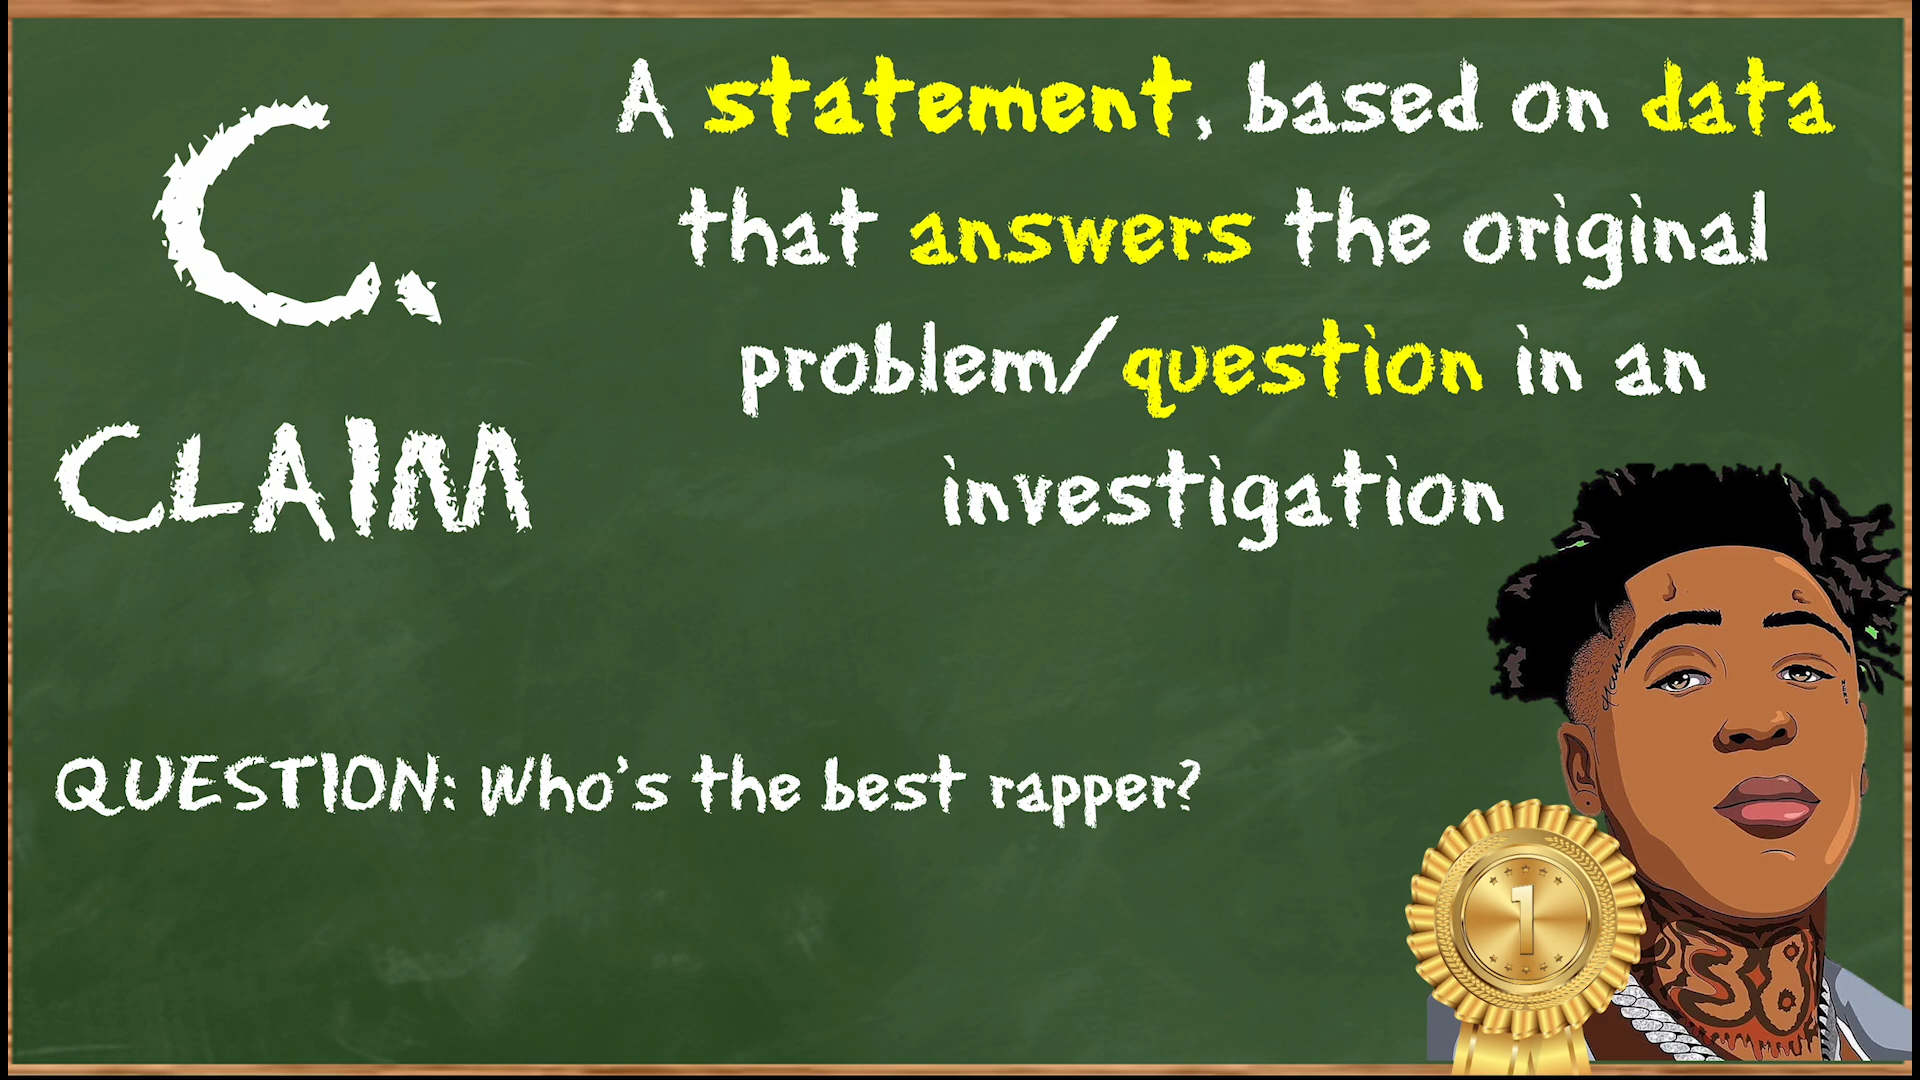 C.
CLAIM
A statement, based on data
that answers the original
problem/question in an
investigation
QUESTION: Who's the best rapper?
1
38